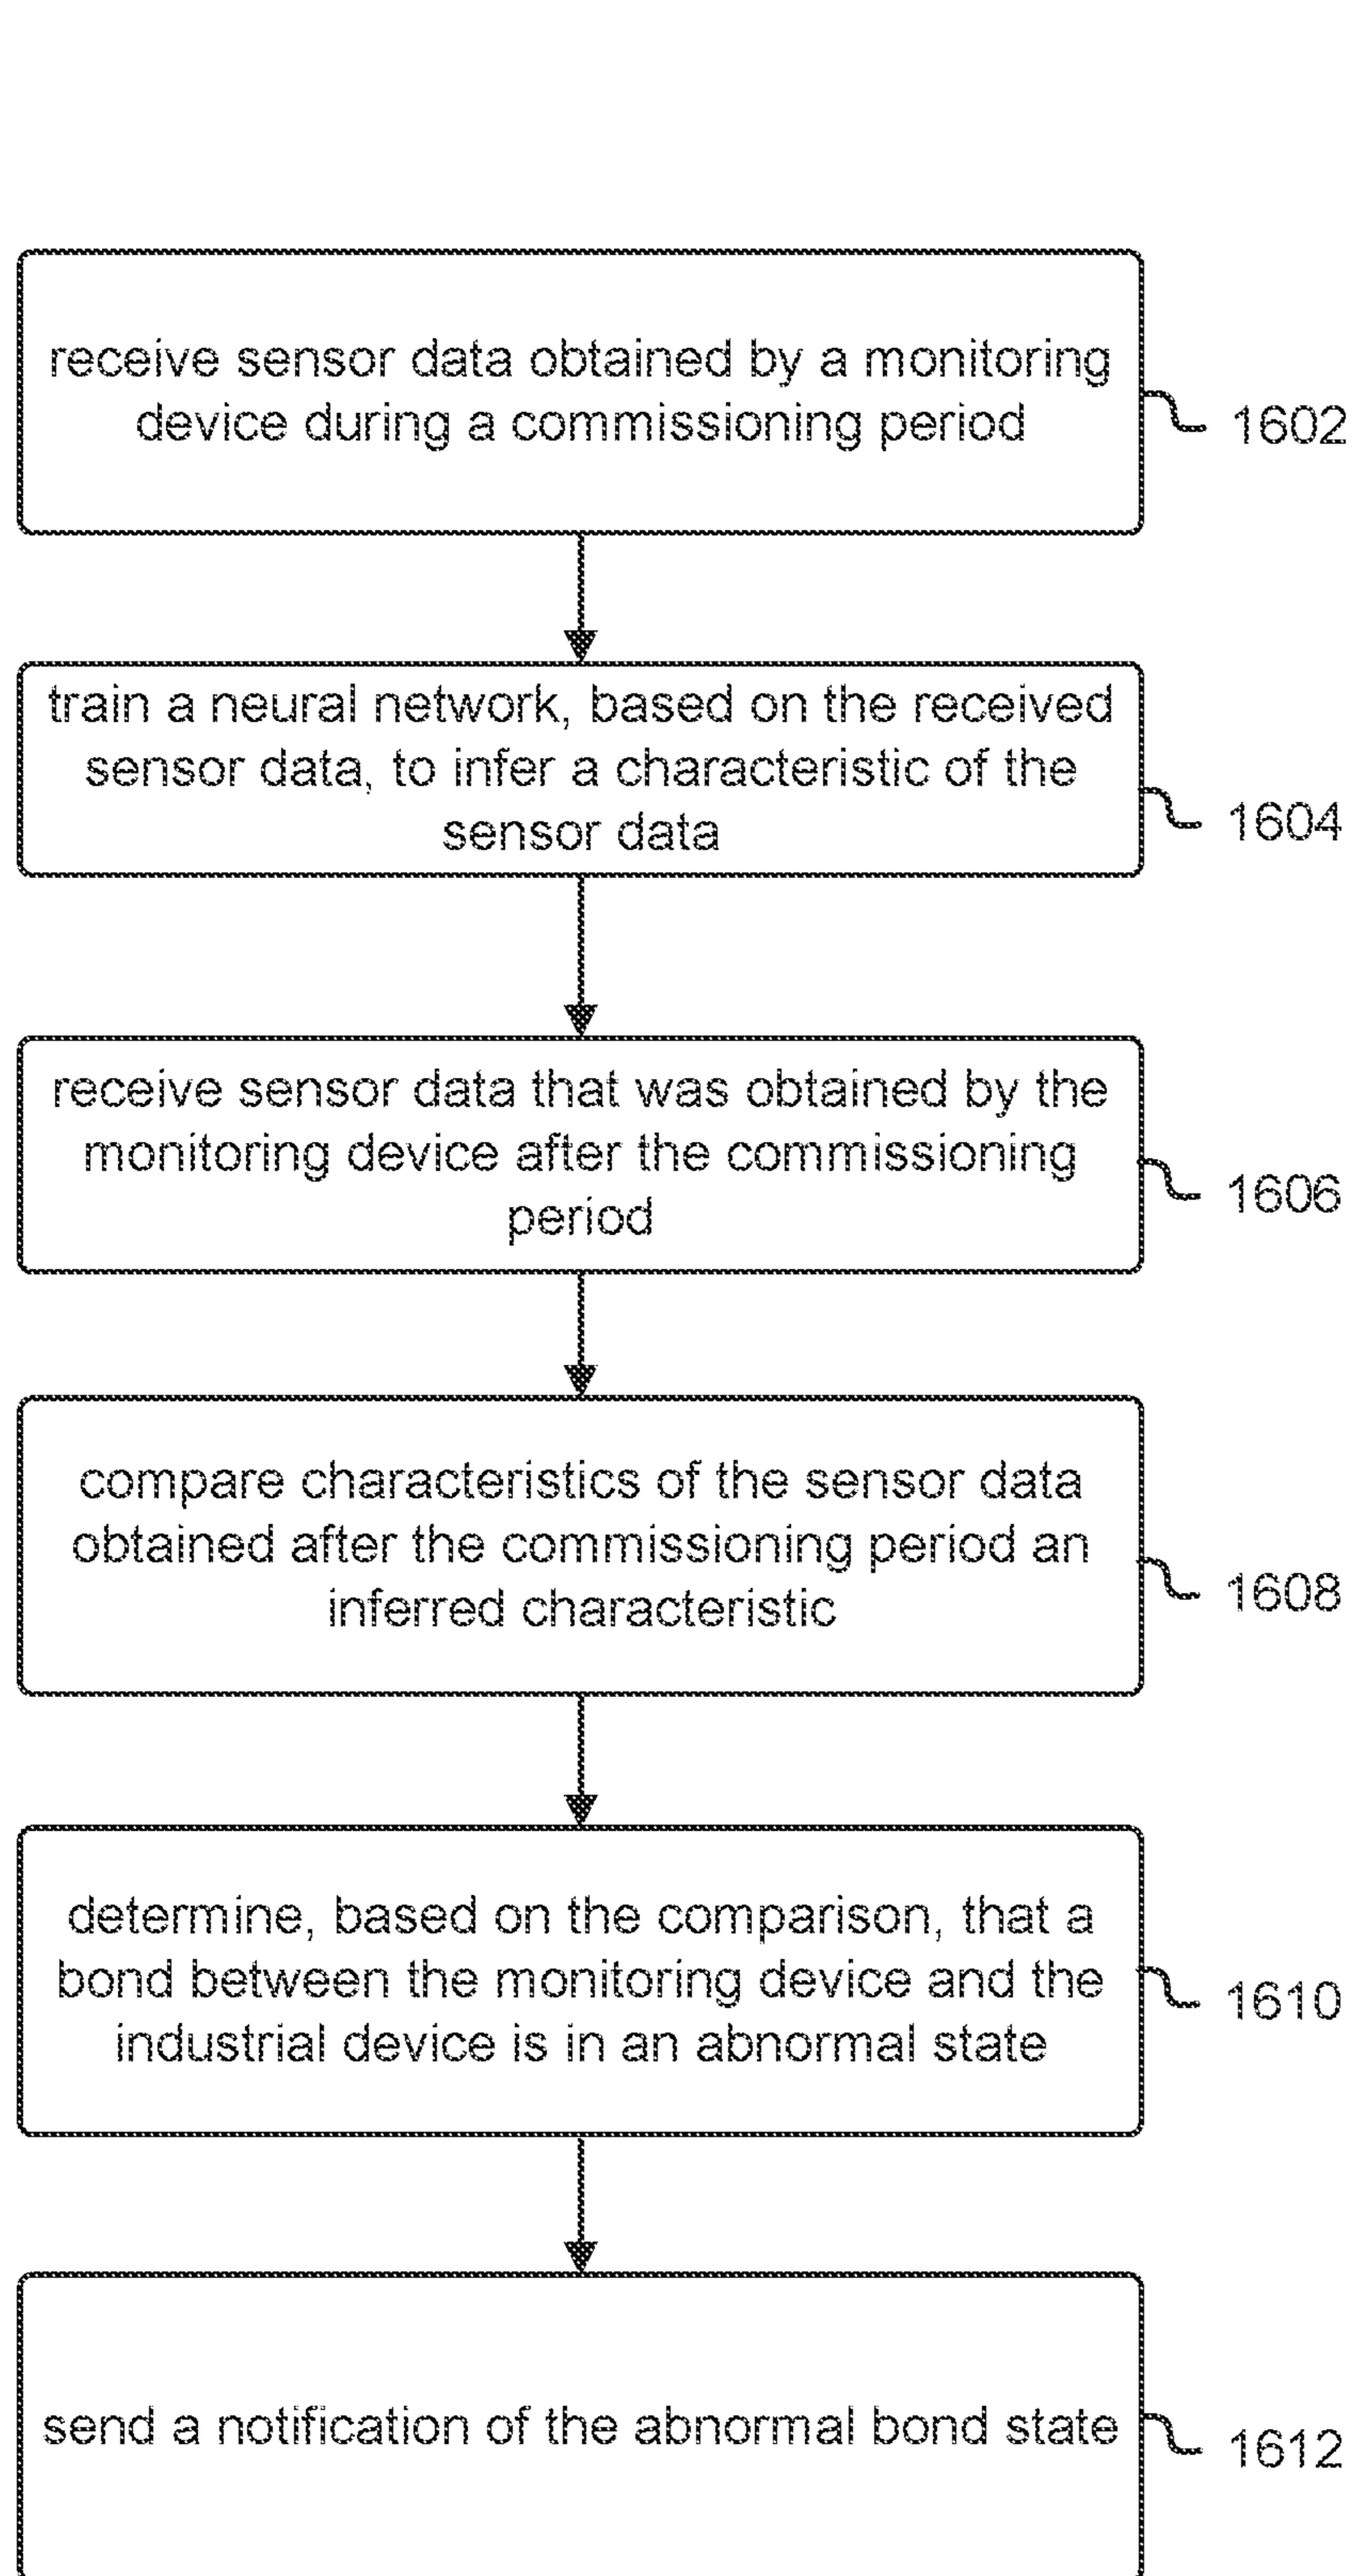 receive sensor data obtained by a monitoring
device during a commissioning period
1602
train a neural network, based on the received
sensor data, to infer a characteristic of the
sensor data
1604
receive sensor data that was obtained by the
monitoring device after the commissioning
period
1606
compare characteristics of the sensor data
obtained after the commissioning period an
inferred characteristic
1608
determine, based on the comparison, that a
bond between the monitoring device and the
industrial device is in an abnormal state
1610
send a notification of the abnormal bond state
1612